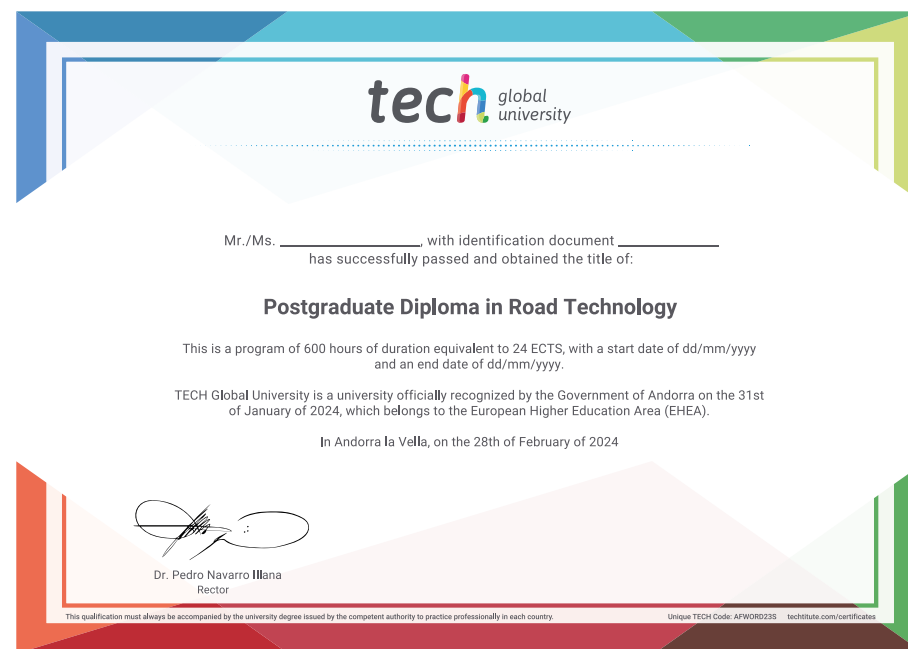 tech global university
Mr./Ms. ____________________, with identification document ______________
has successfully passed and obtained the title of:
Postgraduate Diploma in Road Technology
This is a program of 600 hours of duration equivalent to 24 ECTS, with a start date of dd/mm/yyyy
and an end date of dd/mm/yyyy.
TECH Global University is a university officially recognized by the Government of Andorra on the 31st
of January of 2024, which belongs to the European Higher Education Area (EHEA).
In Andorra la Vella, on the 28th of February of 2024
Dr. Pedro Navarro Illana
Rector
This qualification must always be accompanied by the university degree issued by the competent authority to practice professionally in each country.
Unique TECH Code: AFWORD23S techtitute.com/certificates